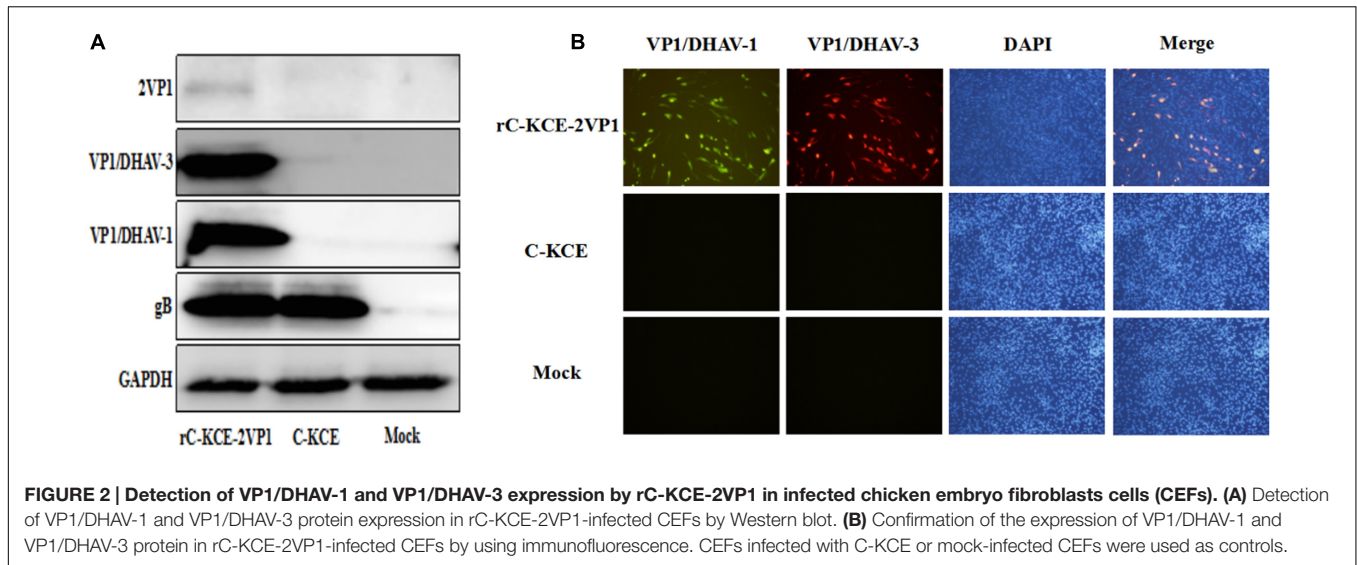 A
2VP1
VP1/DHAV-3
VP1/DHAV-1
gB
GAPDH
rC-KCE-2VP1 C-KCE Mock
B
VP1/DHAV-1 VP1/DHAV-3 DAPI Merge
rC-KCE-2VP1
C-KCE
Mock
FIGURE 2 | Detection of VP1/DHAV-1 and VP1/DHAV-3 expression by rC-KCE-2VP1 in infected chicken embryo fibroblasts cells (CEFs). (A) Detection
of VP1/DHAV-1 and VP1/DHAV-3 protein expression in rC-KCE-2VP1-infected CEFs by Western blot. (B) Confirmation of the expression of VP1/DHAV-1 and
VP1/DHAV-3 protein in rC-KCE-2VP1-infected CEFs by using immunofluorescence. CEFs infected with C-KCE or mock-infected CEFs were used as controls.